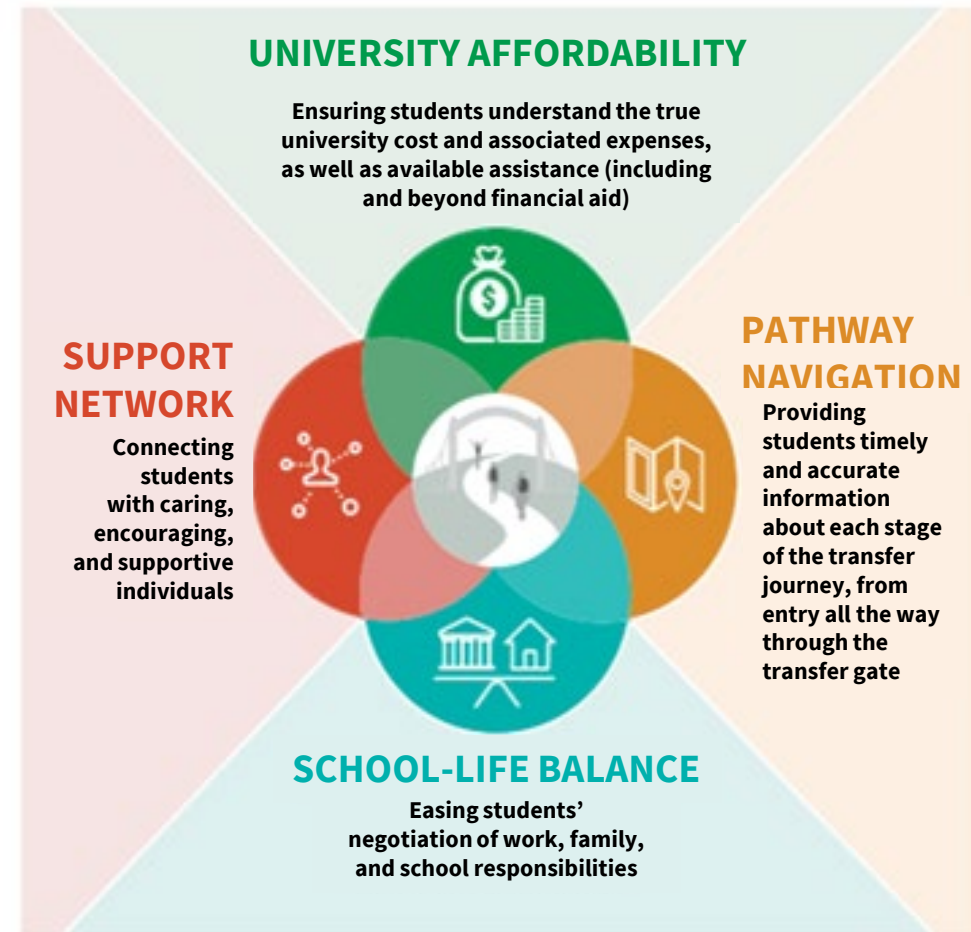 UNIVERSITY AFFORDABILITY
Ensuring students understand the true
university cost and associated expenses,
as well as available assistance (including
and beyond financial aid)
$
SUPPORT
NETWORK
Connecting
students
with caring,
encouraging,
and supportive
individuals
PATHWAY
NAVIGATION
Providing
students timely
and accurate
information
about each stage
of the transfer
journey, from
entry all the way
through the
transfer gate
SCHOOL-LIFE BALANCE
Easing students’
negotiation of work, family,
and school responsibilities